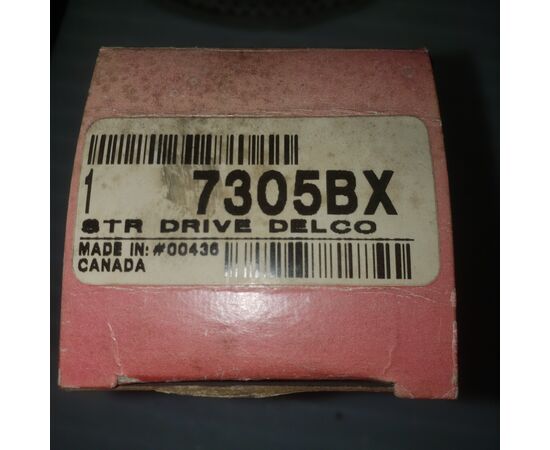 1 7305BX
STR DRIVE DELCO
MADE IN: #00436
CANADA